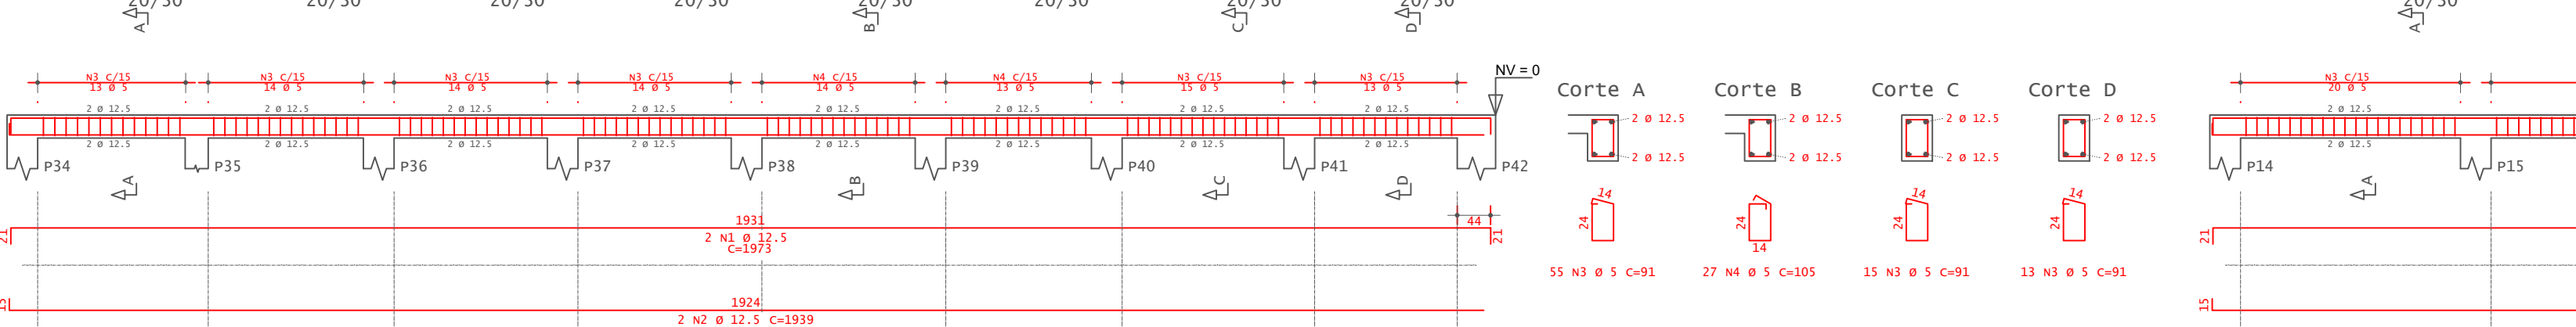 20/30 20/30 20/30 20/30 20/30 20/30 20/30 20/30 20/30
A B C D A
N3 C/15 N3 C/15 N3 C/15 N3 C/15 N4 C/15 N4 C/15 N3 C/15 N3 C/15 N3 C/15
13 Ø 5 14 Ø 5 14 Ø 5 14 Ø 5 14 Ø 5 13 Ø 5 15 Ø 5 13 Ø 5 20 Ø 5
NV = 0
Corte A Corte B Corte C Corte D
2 Ø 12.5 2 Ø 12.5 2 Ø 12.5 2 Ø 12.5 2 Ø 12.5 2 Ø 12.5 2 Ø 12.5 2 Ø 12.5 2 Ø 12.5
2 Ø 12.5 2 Ø 12.5 2 Ø 12.5 2 Ø 12.5
2 Ø 12.5 2 Ø 12.5 2 Ø 12.5 2 Ø 12.5 2 Ø 12.5 2 Ø 12.5 2 Ø 12.5 2 Ø 12.5 2 Ø 12.5
2 Ø 12.5 2 Ø 12.5 2 Ø 12.5 2 Ø 12.5
P34 P35 P36 P37 P38 P39 P40 P41 P42 P14 P15
A B C D A
14 14 14
24 24 24 24
14
1931 44
21 21 21
2 N1 Ø 12.5
C=1973
55 N3 Ø 5 C=91 27 N4 Ø 5 C=105 15 N3 Ø 5 C=91 13 N3 Ø 5 C=91
15 1924 15
2 N2 Ø 12.5 C=1939